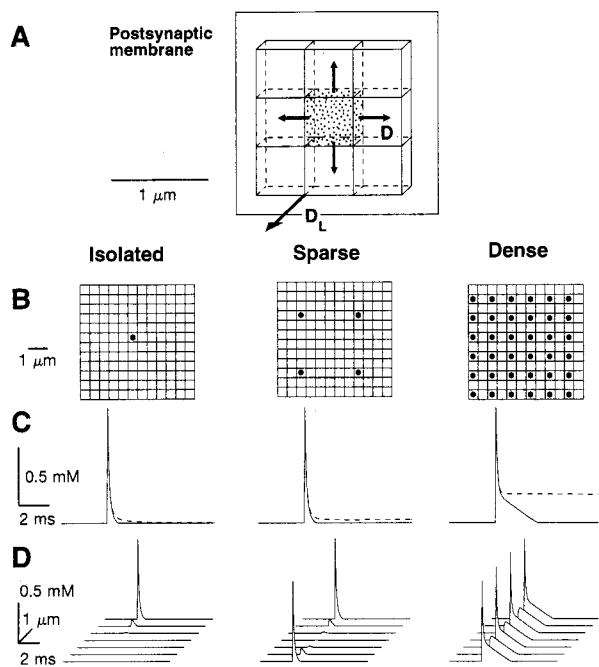 A
Postsynaptic
membrane
D
1 μm
D_L
Isolated
Sparse
Dense
B
1 μm
C
0.5 mM
2 ms
D
0.5 mM
1 μm
2 ms